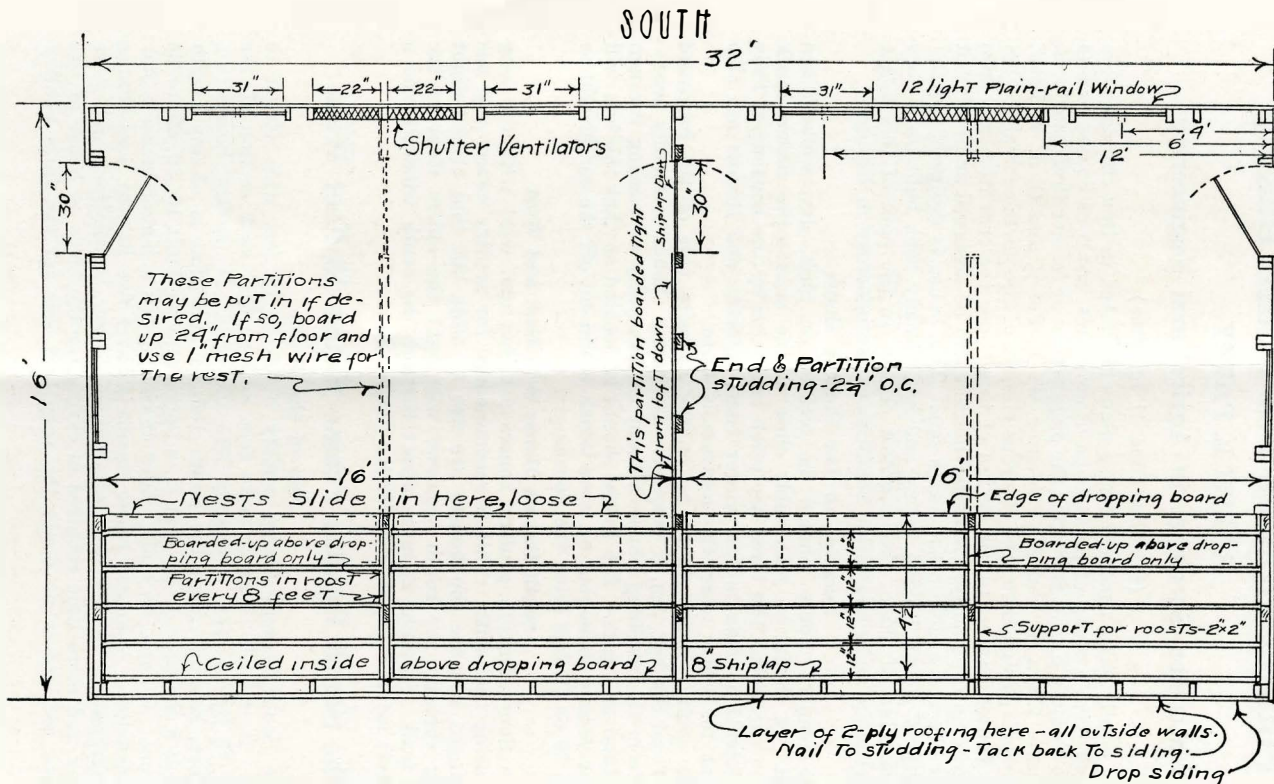 SOUTH
32'
31"
22"
22"
31"
31"
12 light Plain-rail Window
Shutter Ventilators
4'
6'
12'
30"
30"
16'
Shiplap Door
This partition boarded tight
from loft down
These Partitions
may be put in if de-
sired. If so, board
up 24" from floor and
use 1" mesh wire for
The rest.
End & Partition
studding-2¼' O.C.
16'
16'
Nests Slide in here, loose
Edge of dropping board
Boarded-up above drop-
ping board only
Partitions in roost
every 8 feet
12"
12"
12"
12"
4½'
Boarded-up above drop-
ping board only
Support for roosts-2"x2"
Ceiled inside above dropping board 8" Shiplap
Layer of 2-ply roofing here - all outside walls.
Nail To studding - Tack back To siding.
Drop siding